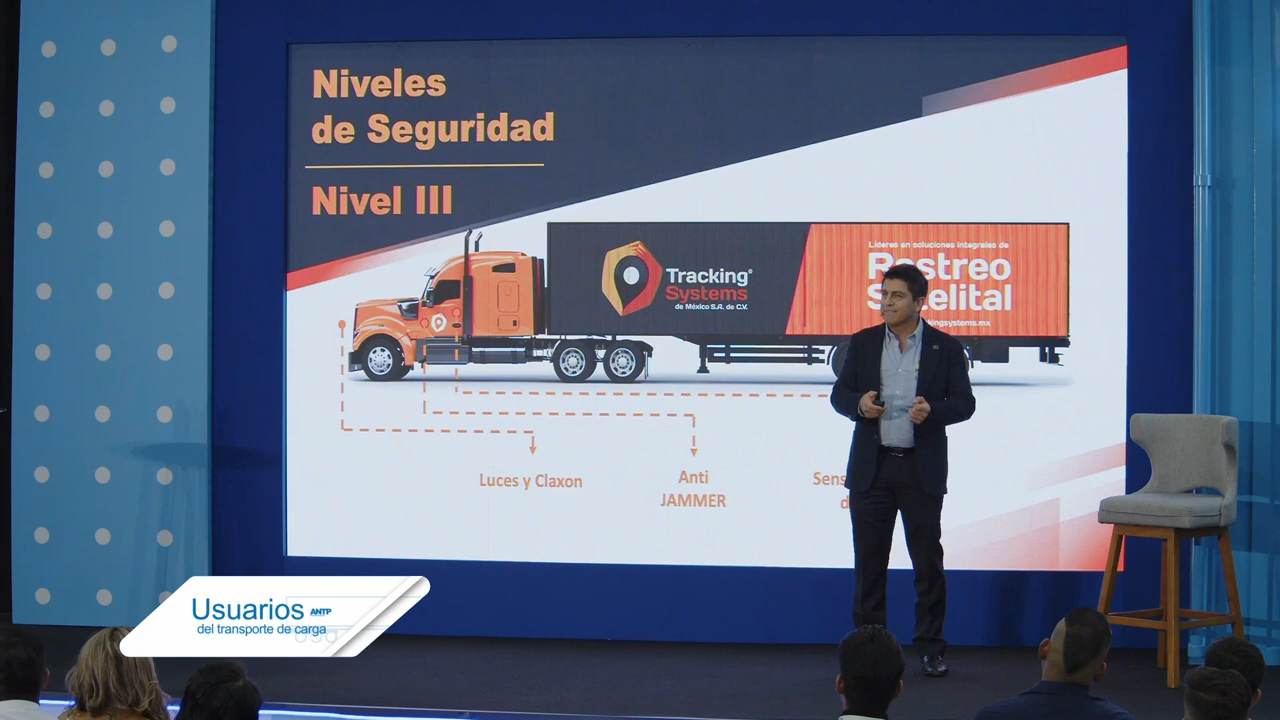 Niveles
de Seguridad
Nivel III
Tracking®
Systems
de México S.A. de C.V.
Líderes en soluciones integrales de
Rastreo
Satelital
Luces y Claxon
Anti
JAMMER
Usuarios ANTP
del transporte de carga